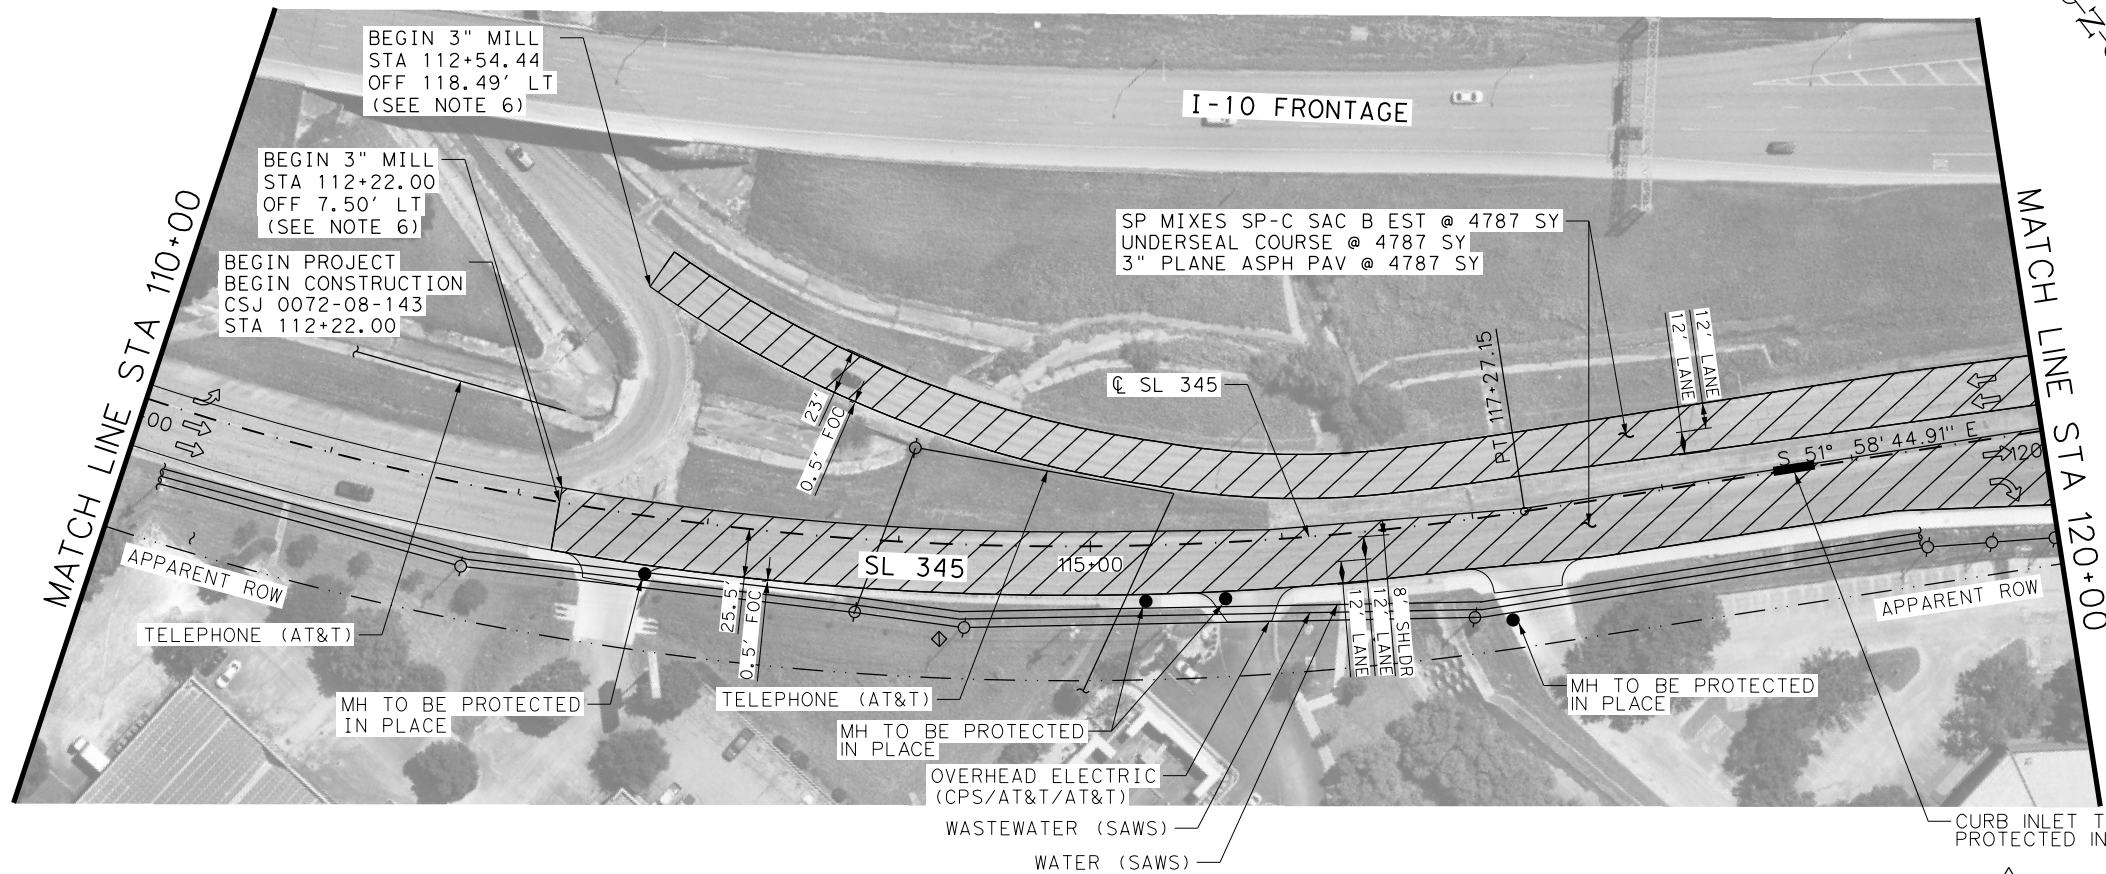 BEGIN 3" MILL
STA 112+54.44
OFF 118.49' LT
(SEE NOTE 6)
I-10 FRONTAGE
BEGIN 3" MILL
STA 112+22.00
OFF 7.50' LT
(SEE NOTE 6)
BEGIN PROJECT
BEGIN CONSTRUCTION
CSJ 0072-08-143
STA 112+22.00
MATCH LINE STA 110+00
SP MIXES SP-C SAC B EST @ 4787 SY
UNDERSEAL COURSE @ 4787 SY
3" PLANE ASPH PAV @ 4787 SY
MATCH LINE STA 120+00
12' LANE
12' LANE
PT 117+27.15
℄ SL 345
23'
0.5' FOC
00
S 51° 58' 44.91" E
120
SL 345
115+00
APPARENT ROW
25.5'
0.5' FOC
12' LANE
12' LANE
8' SHLDR
APPARENT ROW
TELEPHONE (AT&T)
MH TO BE PROTECTED
IN PLACE
TELEPHONE (AT&T)
MH TO BE PROTECTED
IN PLACE
MH TO BE PROTECTED
IN PLACE
OVERHEAD ELECTRIC
(CPS/AT&T/AT&T)
WASTEWATER (SAWS)
WATER (SAWS)
CURB INLET T
PROTECTED IN